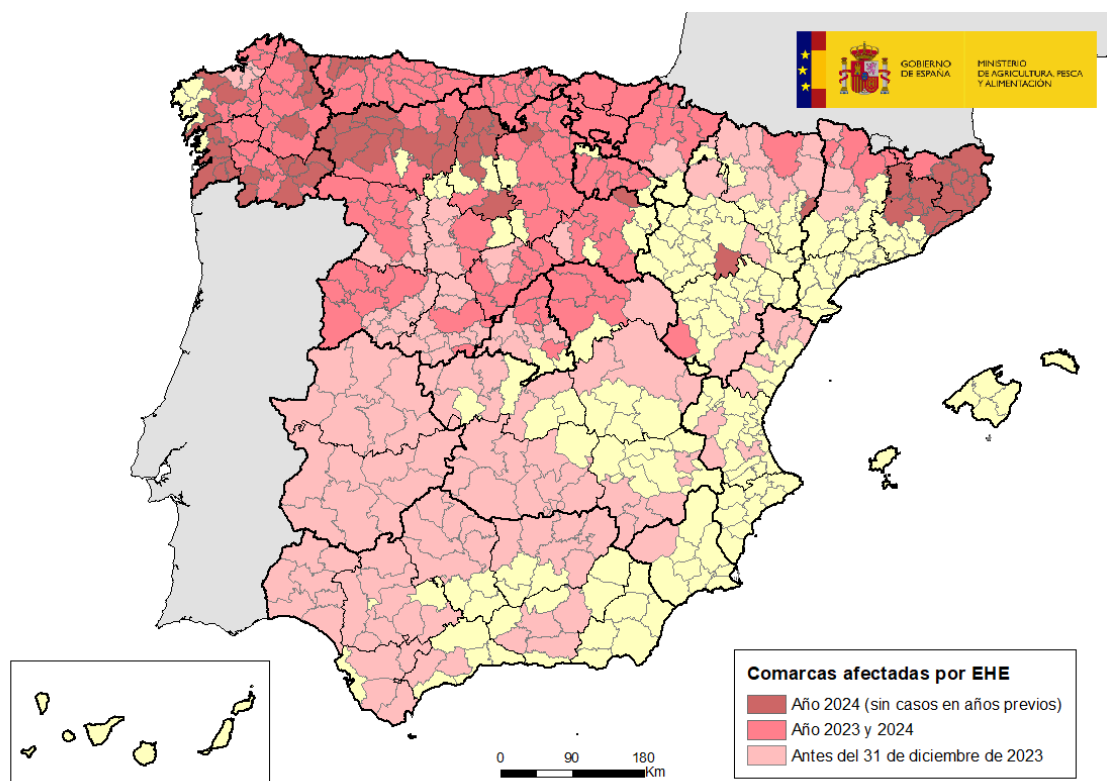 GOBIERNO
DE ESPAÑA
MINISTERIO
DE AGRICULTURA, PESCA
Y ALIMENTACIÓN
Comarcas afectadas por EHE
Año 2024 (sin casos en años previos)
Año 2023 y 2024
Antes del 31 de diciembre de 2023
0 90 180
Km